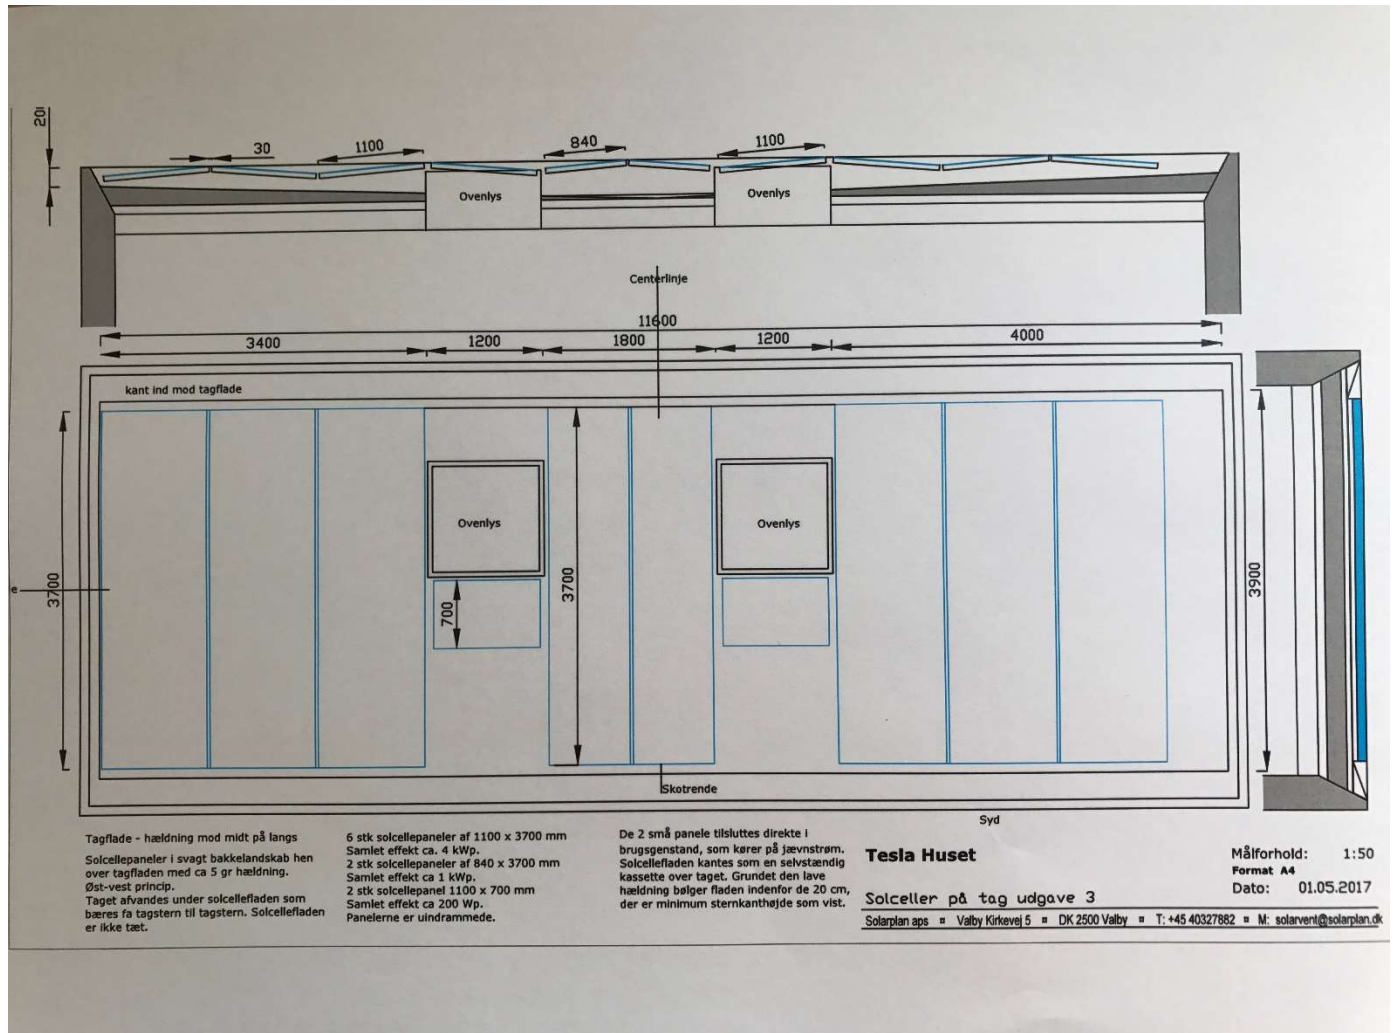 20
30
1100
840
1100
Ovenlys
Ovenlys
Centerlinje
11600
3400
1200
1800
1200
4000
kant ind mod tagflade
Ovenlys
Ovenlys
e
3700
700
3700
3900
Skotrende
Syd
Tagflade - hældning mod midt på langs
Solcellepaneler i svagt bakkelandskab hen
over tagfladen med ca 5 gr hældning.
Øst-vest princip.
Taget afvandes under solcellefladen som
bæres fa tagstern til tagstern. Solcellefladen
er ikke tæt.
6 stk solcellepaneler af 1100 x 3700 mm
Samlet effekt ca. 4 kWp.
2 stk solcellepaneler af 840 x 3700 mm
Samlet effekt ca 1 kWp.
2 stk solcellepanel 1100 x 700 mm
Samlet effekt ca 200 Wp.
Panelerne er uindrammede.
De 2 små panele tilsluttes direkte i
brugsgenstand, som kører på jævnstrøm.
Solcellefladen kantes som en selvstændig
kassette over taget. Grundet den lave
hældning bølger fladen indenfor de 20 cm,
der er minimum sternkanthøjde som vist.
Tesla Huset
Solceller på tag udgave 3
Målforhold: 1:50
Format A4
Dato: 01.05.2017
Solarplan aps ¤ Valby Kirkevej 5 ¤ DK 2500 Valby ¤ T: +45 40327882 ¤ M: solarvent@solarplan.dk